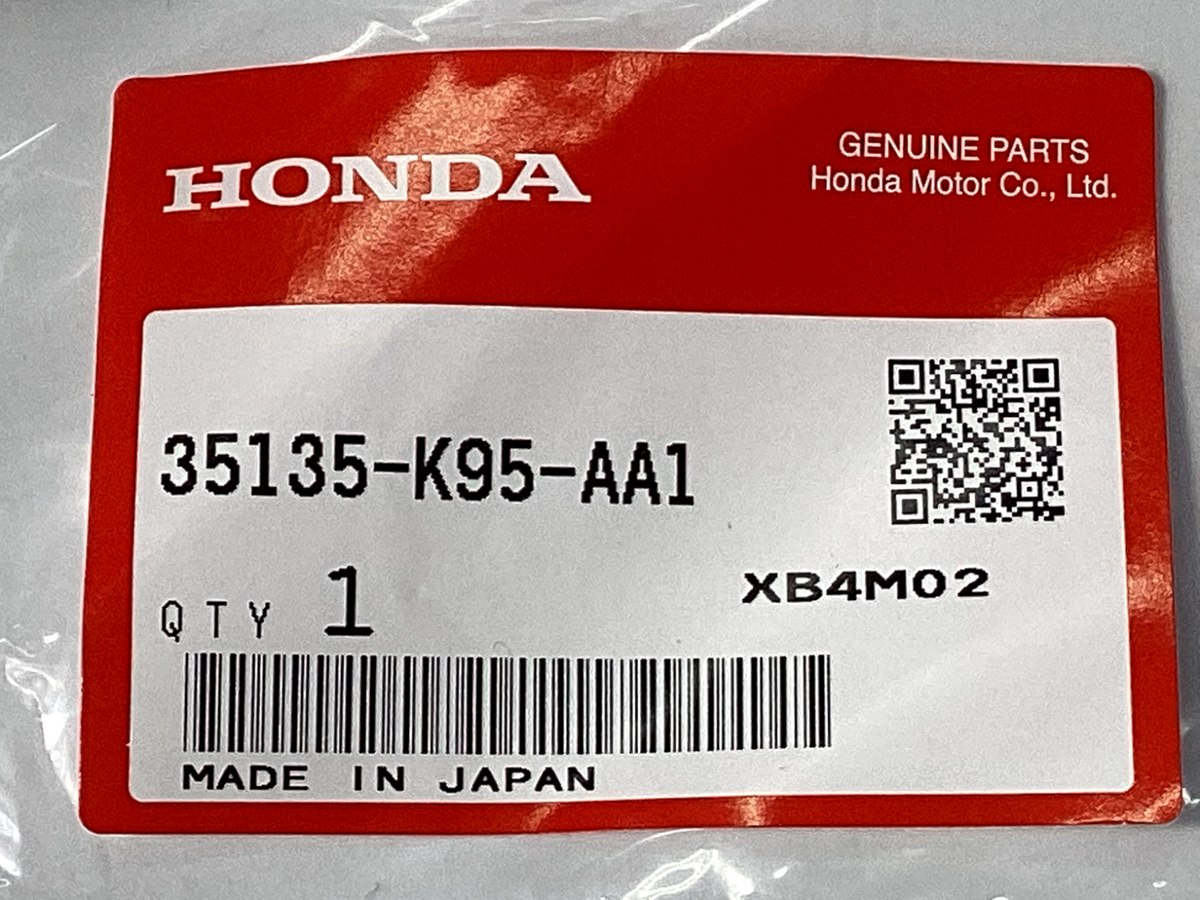 HONDA
GENUINE PARTS
Honda Motor Co., Ltd.
35135-K95-AA1
XB4M02
QTY 1
MADE IN JAPAN